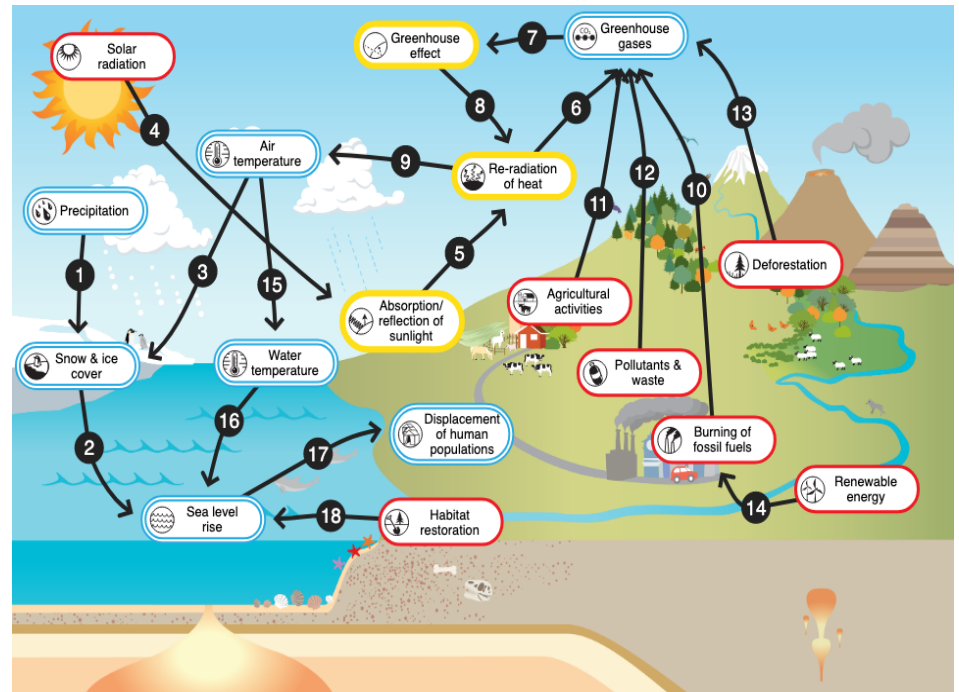 Solar
radiation
Greenhouse
effect
7
CO₂
Greenhouse
gases
8
6
13
4
Air
temperature
9
Re-radiation
of heat
12
10
11
Precipitation
5
1
3
15
Deforestation
Absorption/
reflection of
sunlight
Agricultural
activities
Snow & ice
cover
Water
temperature
Pollutants &
waste
16
2
17
Displacement
of human
populations
Burning of
fossil fuels
Renewable
energy
14
Sea level
rise
18
Habitat
restoration